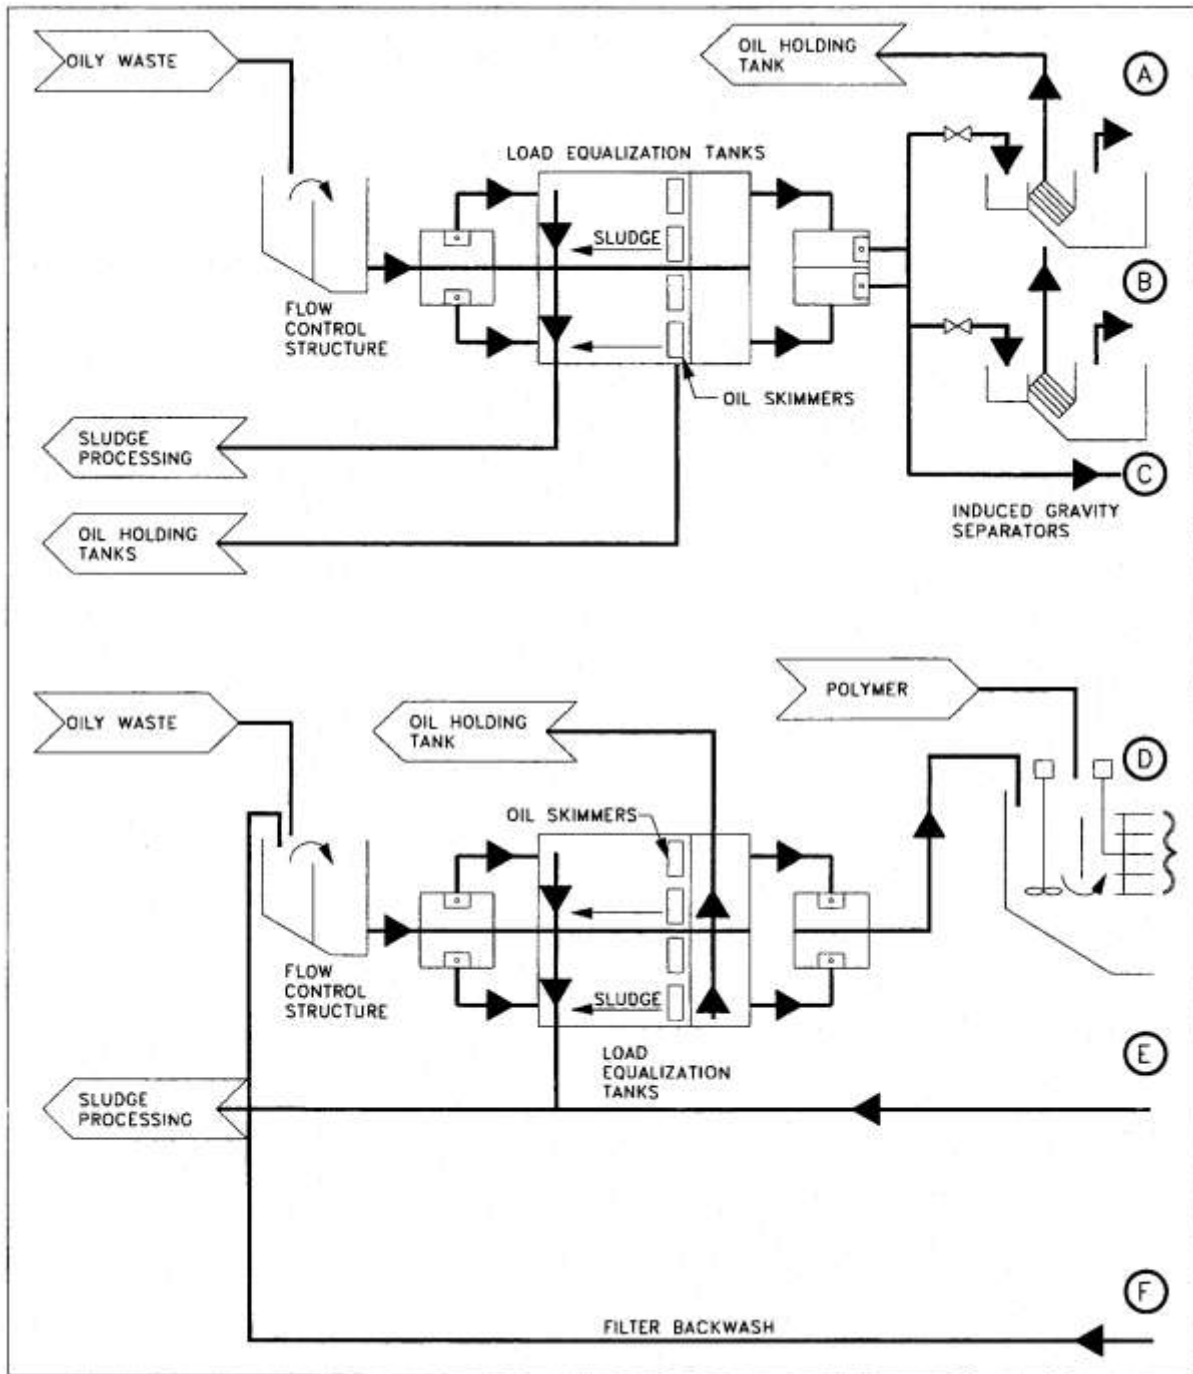 OILY WASTE
OIL HOLDING
TANK
A
LOAD EQUALIZATION TANKS
SLUDGE
B
FLOW
CONTROL
STRUCTURE
OIL SKIMMERS
SLUDGE
PROCESSING
C
INDUCED GRAVITY
SEPARATORS
OIL HOLDING
TANKS
POLYMER
OILY WASTE
OIL HOLDING
TANK
D
OIL SKIMMERS
FLOW
CONTROL
STRUCTURE
SLUDGE
LOAD
EQUALIZATION
TANKS
E
SLUDGE
PROCESSING
F
FILTER BACKWASH